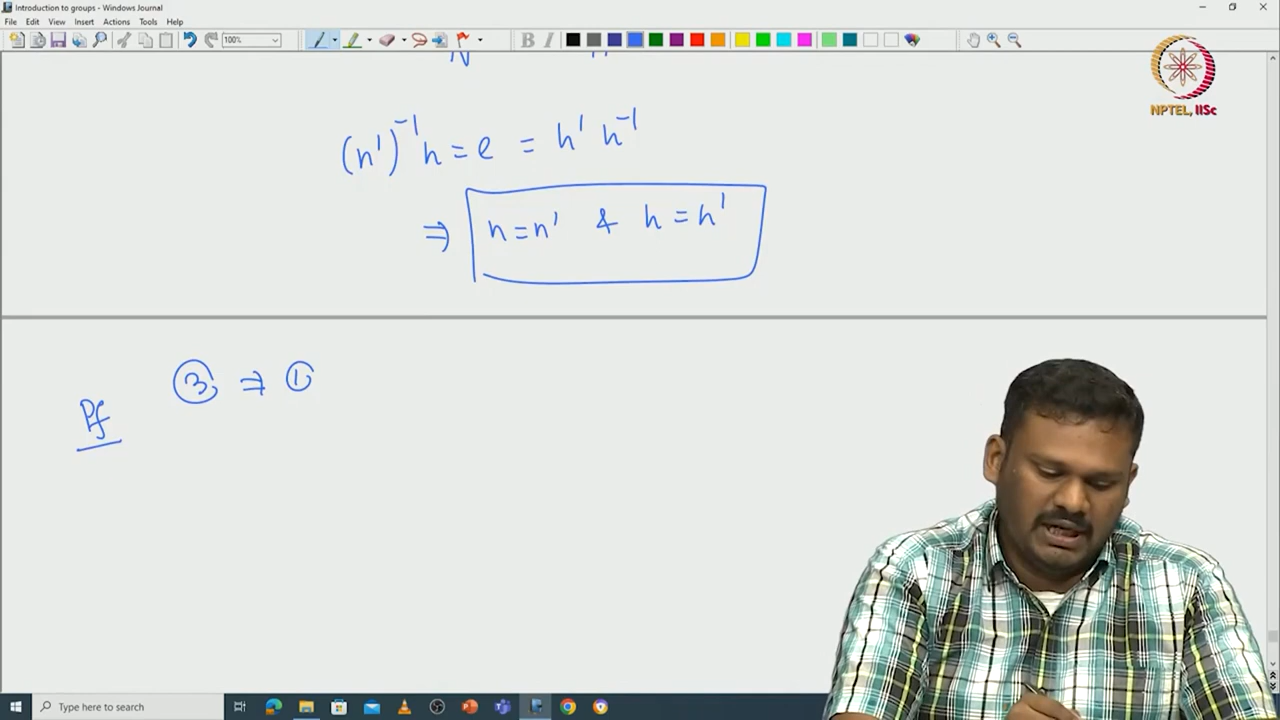 Introduction to groups - Windows Journal
File Edit View Insert Actions Tools Help
100%
B I
NPTEL, IISc
N
(n')⁻¹ n = e = h' h⁻¹
⇒ n = n' & h = h'
Pf ③ ⇒ ①
Type here to search